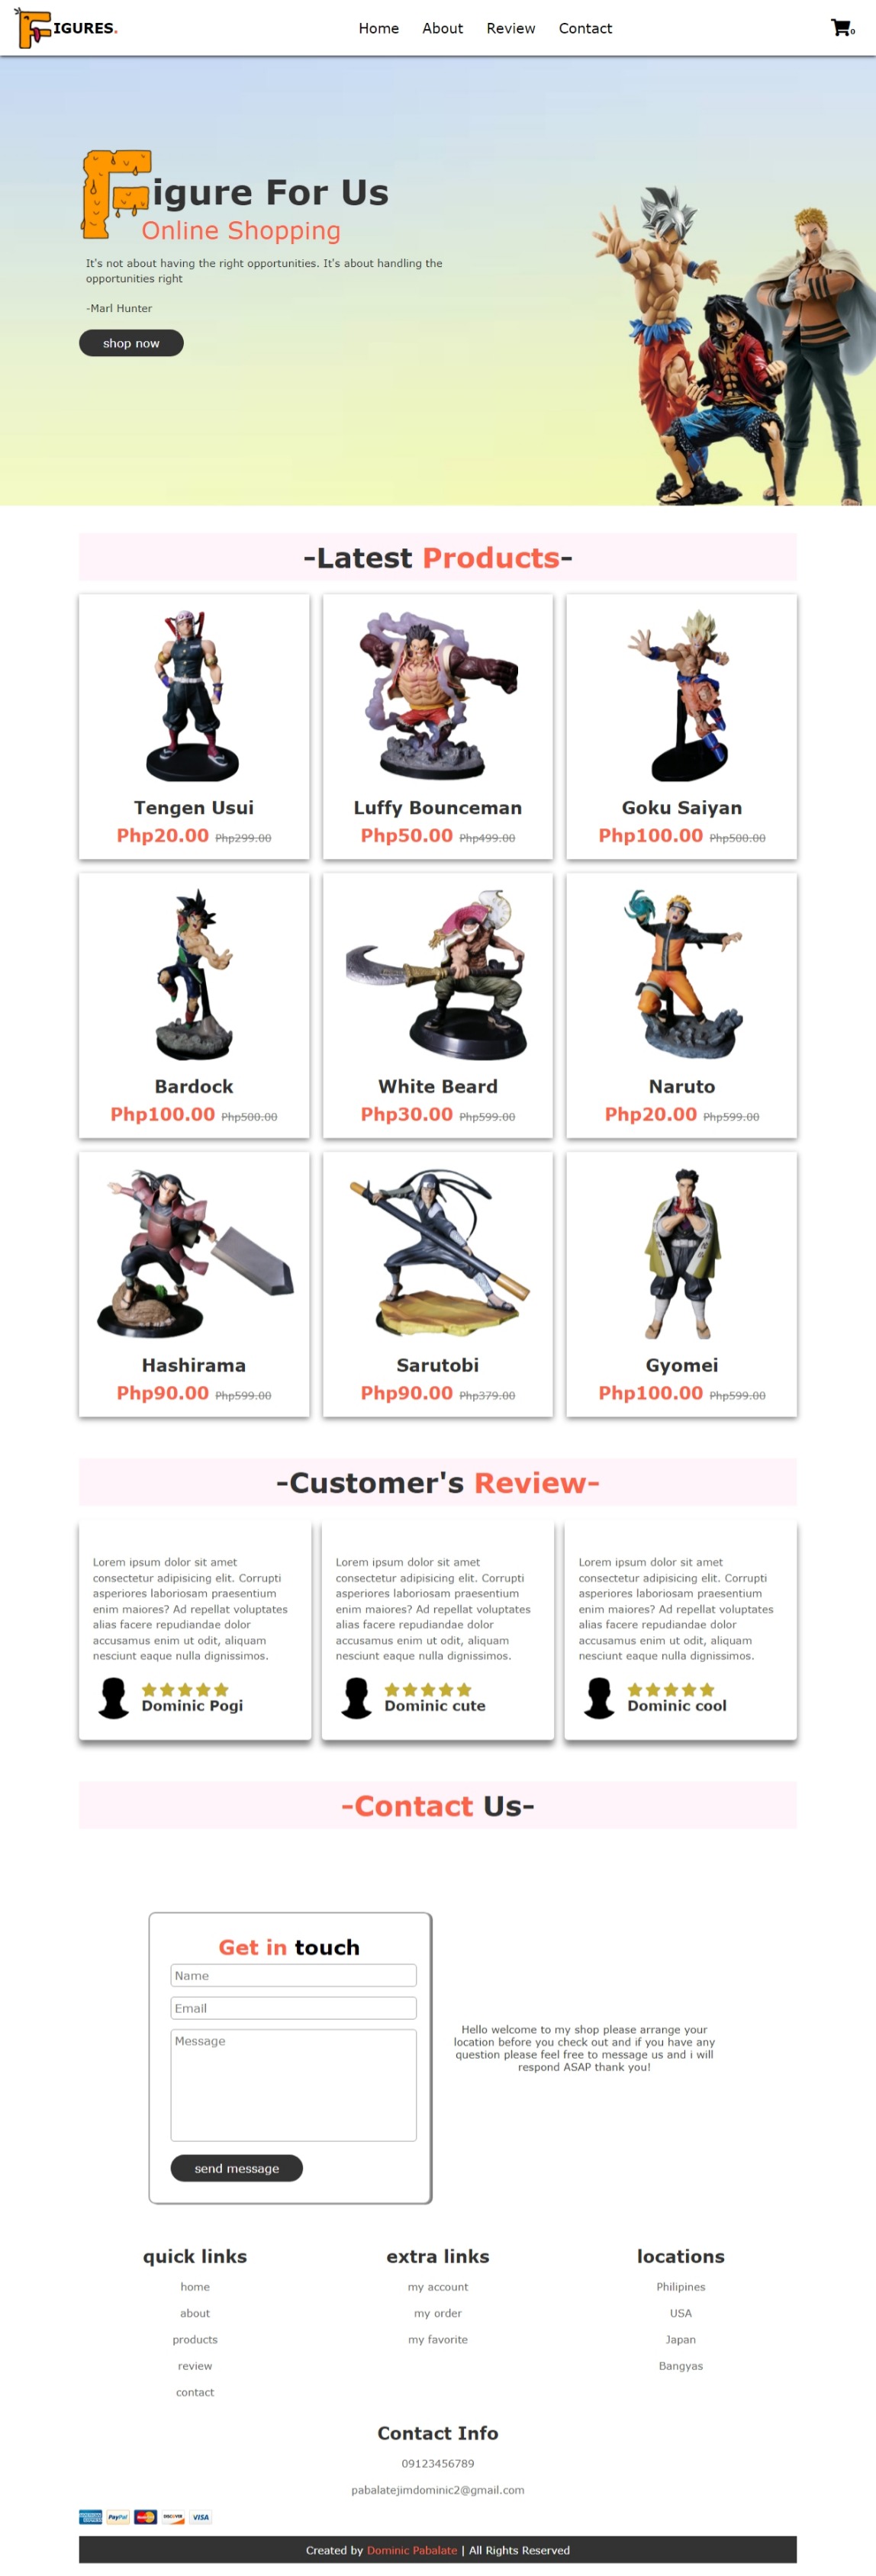 FIGURES.
Home About Review Contact
0
Figure For Us
Online Shopping
It's not about having the right opportunities. It's about handling the
opportunities right
-Marl Hunter
shop now
-Latest Products-
Tengen Usui
Php20.00 Php299.00
Luffy Bounceman
Php50.00 Php499.00
Goku Saiyan
Php100.00 Php500.00
Bardock
Php100.00 Php500.00
White Beard
Php30.00 Php599.00
Naruto
Php20.00 Php599.00
Hashirama
Php90.00 Php599.00
Sarutobi
Php90.00 Php379.00
Gyomei
Php100.00 Php599.00
-Customer's Review-
Lorem ipsum dolor sit amet
consectetur adipisicing elit. Corrupti
asperiores laboriosam praesentium
enim maiores? Ad repellat voluptates
alias facere repudiandae dolor
accusamus enim ut odit, aliquam
nesciunt eaque nulla dignissimos.
Dominic Pogi
Lorem ipsum dolor sit amet
consectetur adipisicing elit. Corrupti
asperiores laboriosam praesentium
enim maiores? Ad repellat voluptates
alias facere repudiandae dolor
accusamus enim ut odit, aliquam
nesciunt eaque nulla dignissimos.
Dominic cute
Lorem ipsum dolor sit amet
consectetur adipisicing elit. Corrupti
asperiores laboriosam praesentium
enim maiores? Ad repellat voluptates
alias facere repudiandae dolor
accusamus enim ut odit, aliquam
nesciunt eaque nulla dignissimos.
Dominic cool
-Contact Us-
Get in touch
Name
Email
Message
send message
Hello welcome to my shop please arrange your
location before you check out and if you have any
question please feel free to message us and i will
respond ASAP thank you!
quick links
home
about
products
review
contact
extra links
my account
my order
my favorite
locations
Philipines
USA
Japan
Bangyas
Contact Info
09123456789
pabalatejimdominic2@gmail.com
PayPal DISCOVER VISA
Created by Dominic Pabalate | All Rights Reserved